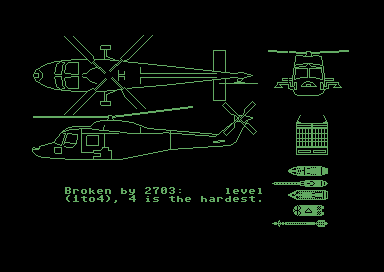 Broken by 2703: level
(1to4), 4 is the hardest.